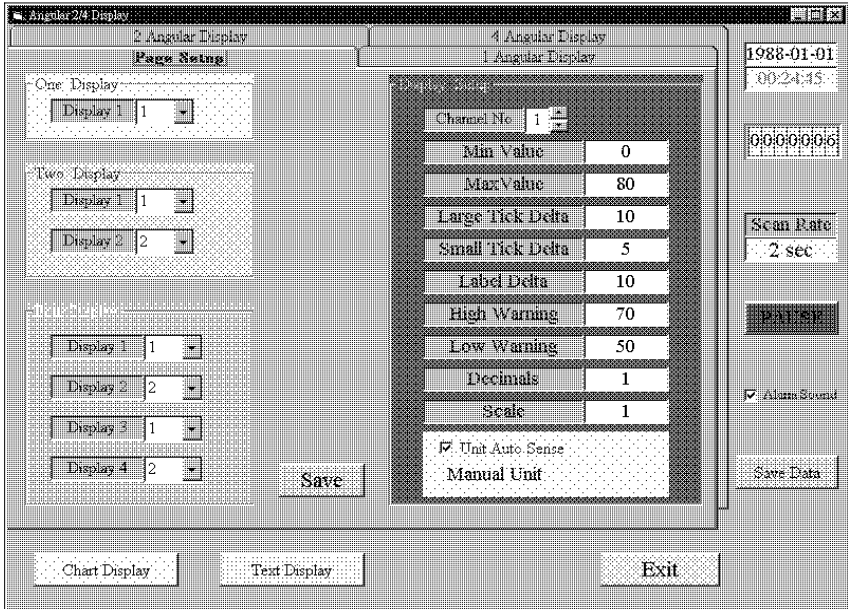 Angular 2/4 Display
2 Angular Display
4 Angular Display
Page Setup
1 Angular Display
One Display
Display 1 1
Two Display
Display 1 1
Display 2 2
Four Display
Display 1 1
Display 2 2
Display 3 1
Display 4 2
Save
Display Setup
Channel No 1
Min Value 0
MaxValue 80
Large Tick Delta 10
Small Tick Delta 5
Label Delta 10
High Warning 70
Low Warning 50
Decimals 1
Scale 1
Unit Auto Sense
Manual Unit
1988-01-01
00:24:45
0000006
Scan Rate
2 sec
PAUSE
Alarm Sound
Save Data
Chart Display
Text Display
Exit